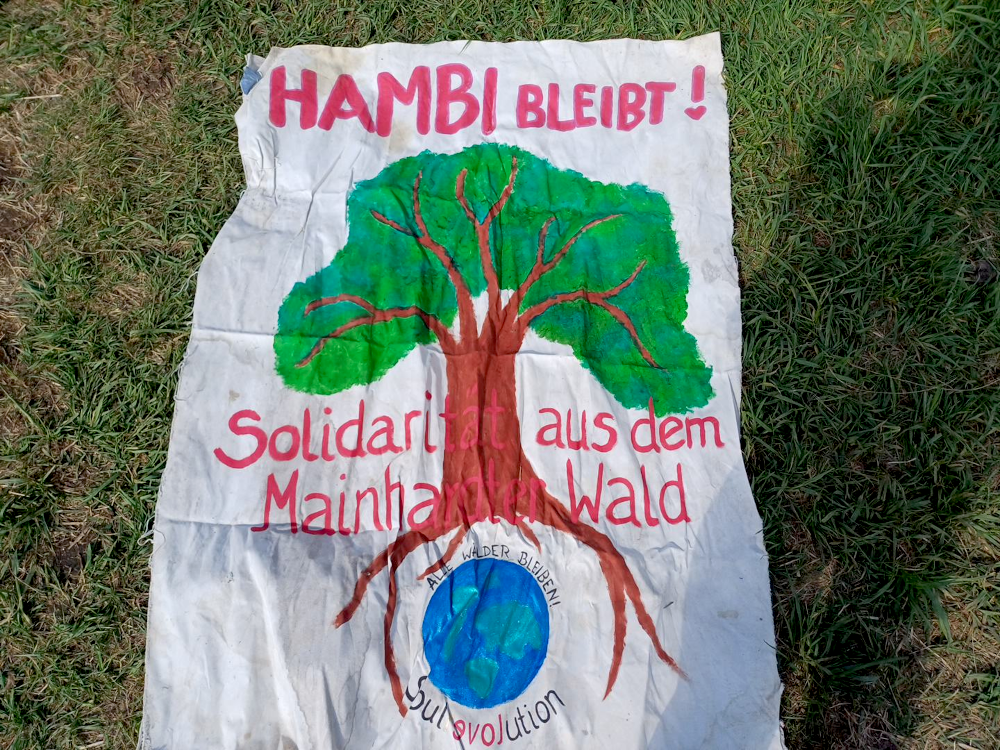 HAMBI BLEIBT!
Solidarität aus dem
Mainhardter Wald
ALLE WÄLDER BLEIBEN!
Sulevolution